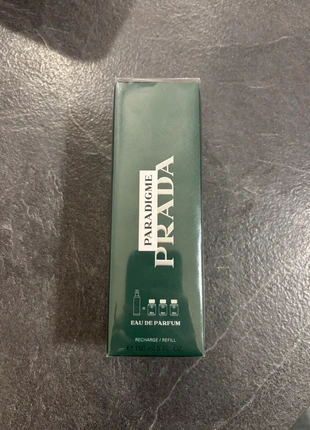 PARADIGME
PRADA
EAU DE PARFUM
RECHARGE / REFILL